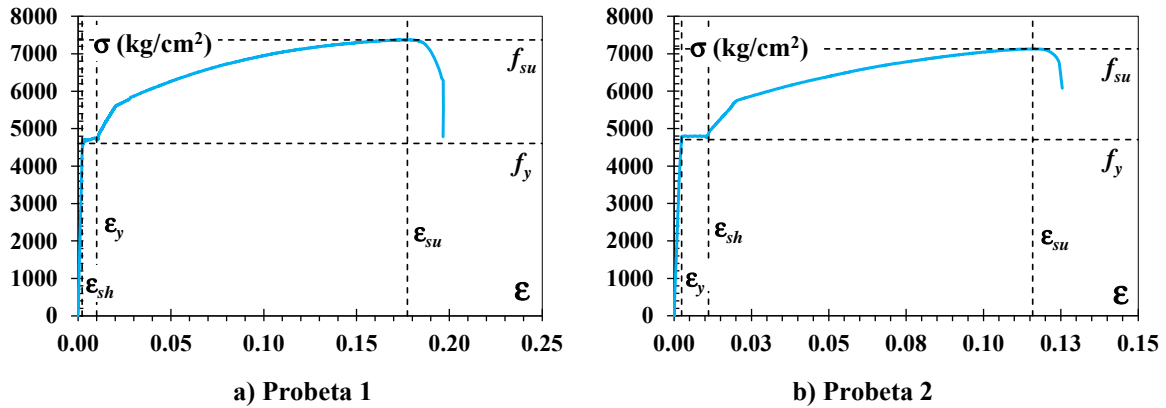 8000
7000
6000
5000
4000
3000
2000
1000
0
σ (kg/cm²)
f_su
f_y
ε_y
ε_sh
ε_su
ε
0.00 0.05 0.10 0.15 0.20 0.25
a) Probeta 1
8000
7000
6000
5000
4000
3000
2000
1000
0
σ (kg/cm²)
f_su
f_y
ε_sh
ε_su
ε_y
ε
0.00 0.03 0.05 0.08 0.10 0.13 0.15
b) Probeta 2